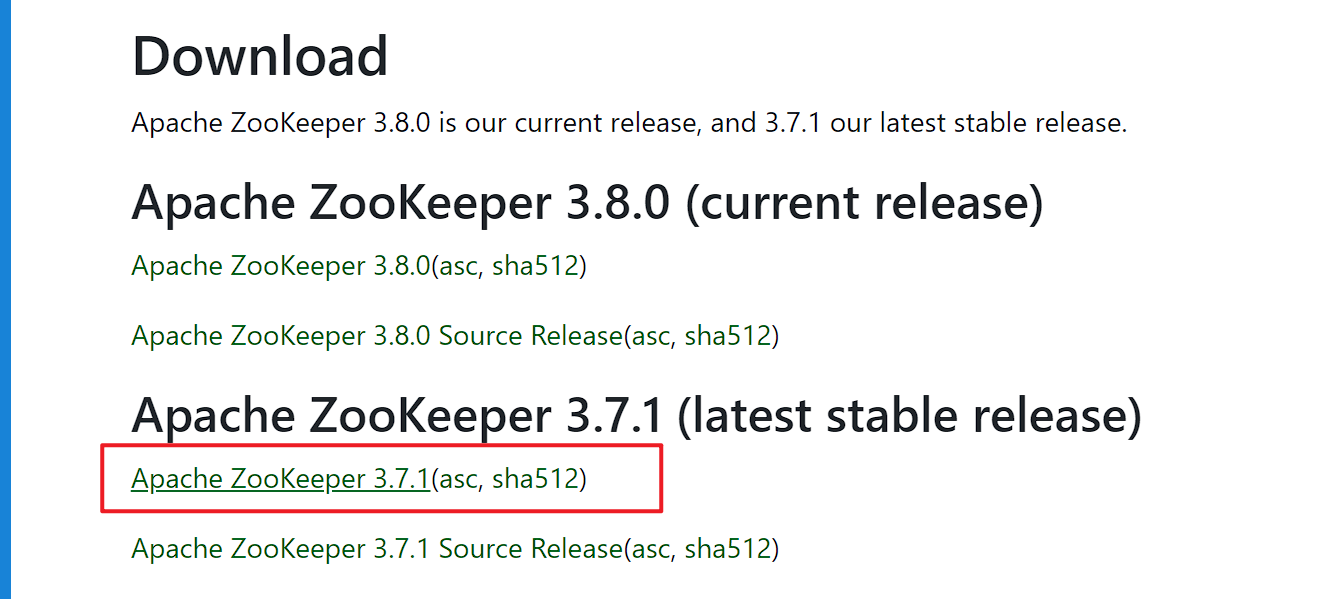 Download
Apache ZooKeeper 3.8.0 is our current release, and 3.7.1 our latest stable release.
Apache ZooKeeper 3.8.0 (current release)
Apache ZooKeeper 3.8.0(asc, sha512)
Apache ZooKeeper 3.8.0 Source Release(asc, sha512)
Apache ZooKeeper 3.7.1 (latest stable release)
Apache ZooKeeper 3.7.1(asc, sha512)
Apache ZooKeeper 3.7.1 Source Release(asc, sha512)